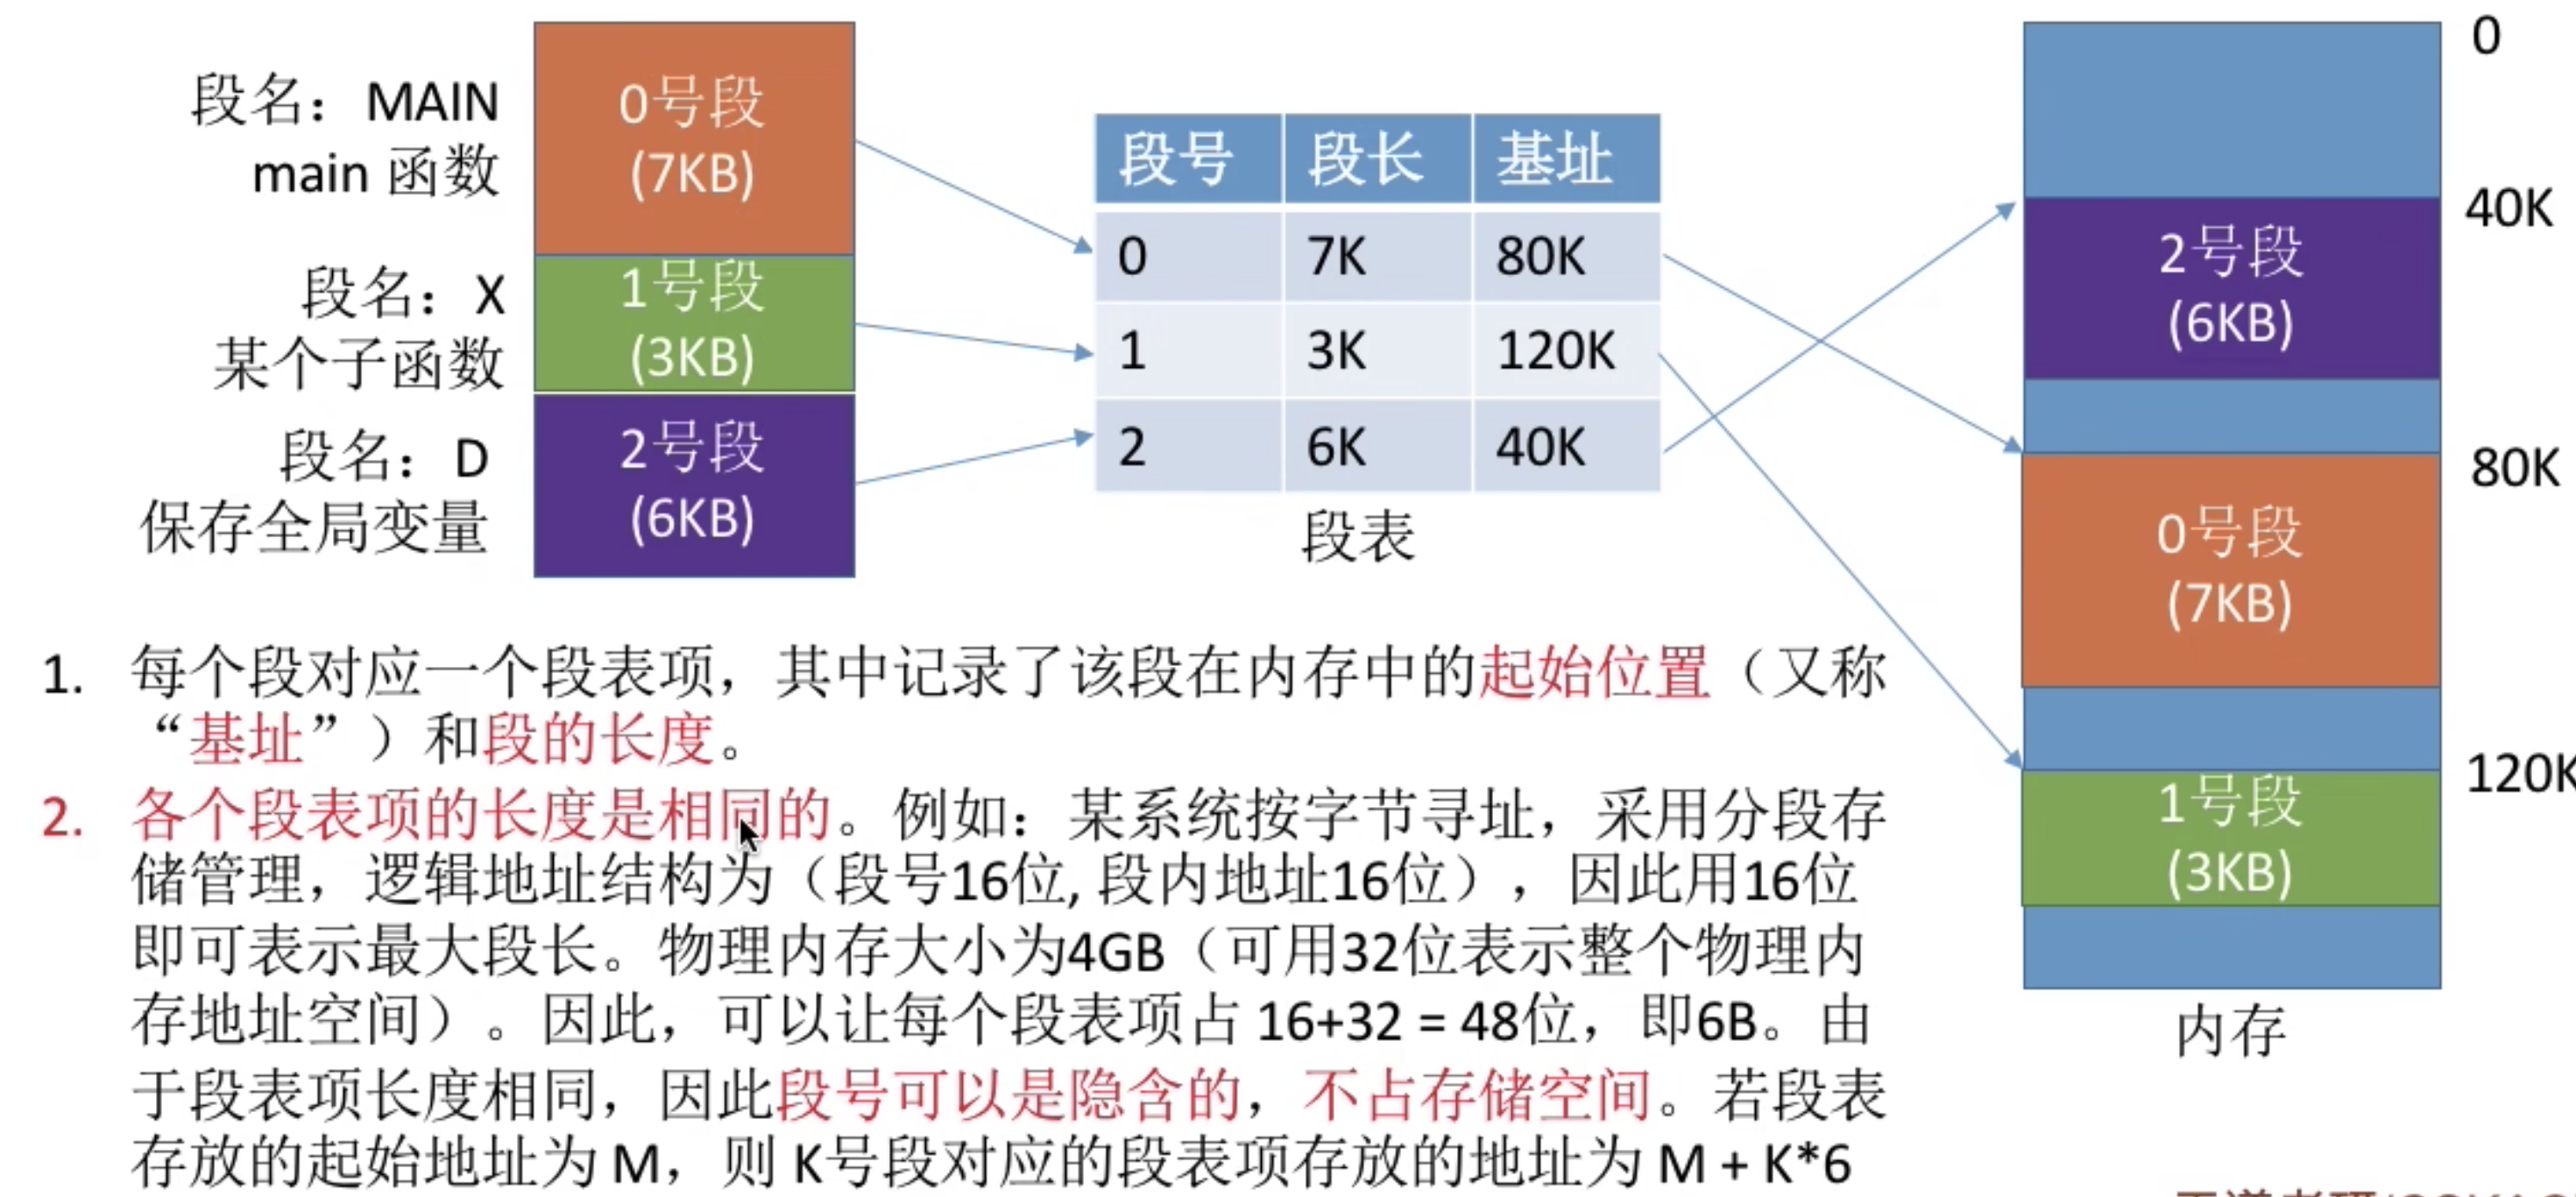 段名：MAIN
main 函数
段名：X
某个子函数
段名：D
保存全局变量
0号段
(7KB)
1号段
(3KB)
2号段
(6KB)
段号 段长 基址
0 7K 80K
1 3K 120K
2 6K 40K
段表
0
40K
2号段
(6KB)
80K
0号段
(7KB)
120K
1号段
(3KB)
内存
1. 每个段对应一个段表项，其中记录了该段在内存中的起始位置（又称
“基址”）和段的长度。
2. 各个段表项的长度是相同的。例如：某系统按字节寻址，采用分段存
储管理，逻辑地址结构为（段号16位, 段内地址16位），因此用16位
即可表示最大段长。物理内存大小为4GB（可用32位表示整个物理内
存地址空间）。因此，可以让每个段表项占 16+32 = 48位，即6B。由
于段表项长度相同，因此段号可以是隐含的，不占存储空间。若段表
存放的起始地址为 M，则 K号段对应的段表项存放的地址为 M + K*6